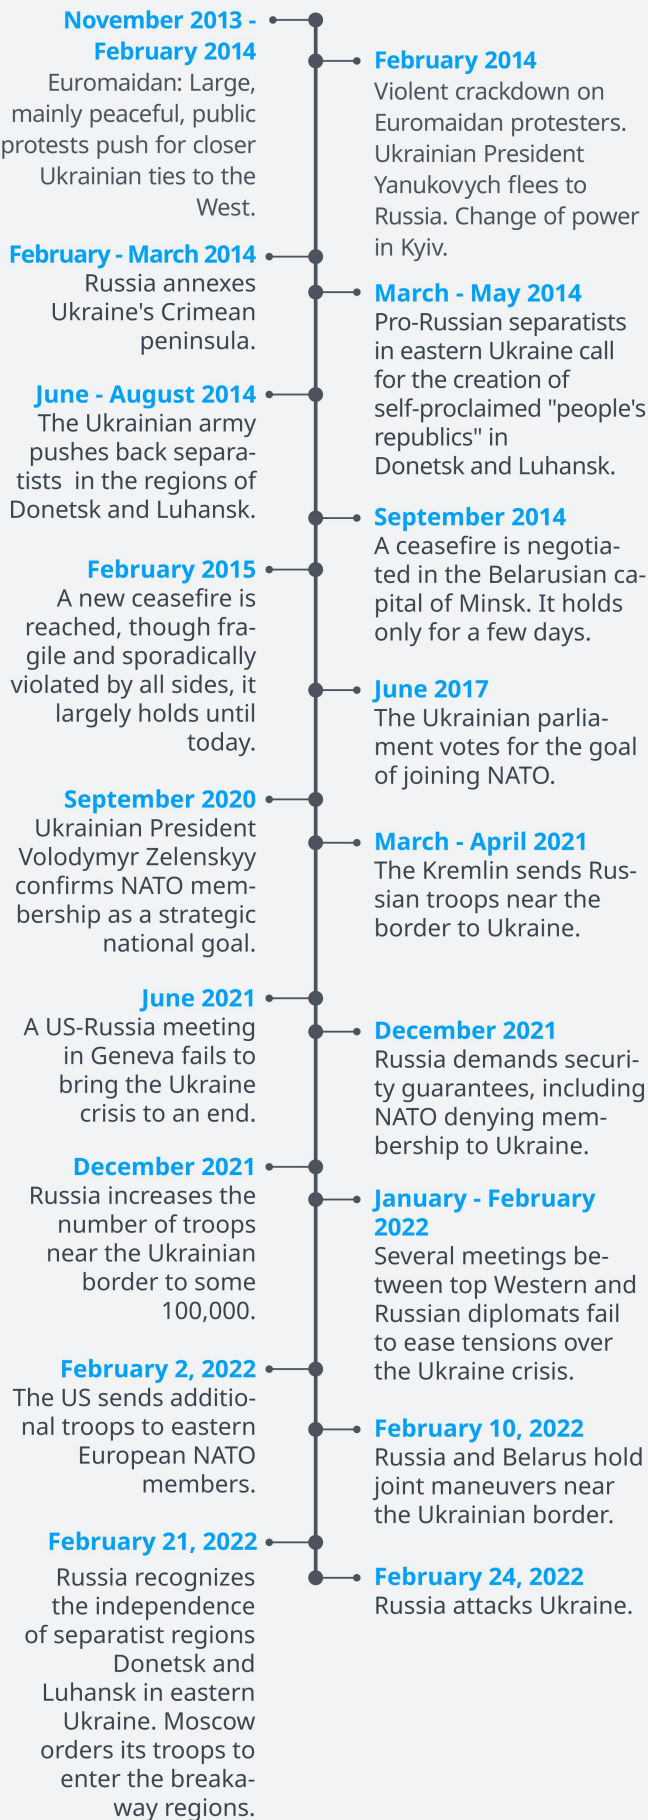 November 2013 -
February 2014
Euromaidan: Large,
mainly peaceful, public
protests push for closer
Ukrainian ties to the
West.
February 2014
Violent crackdown on
Euromaidan protesters.
Ukrainian President
Yanukovych flees to
Russia. Change of power
in Kyiv.
February - March 2014
Russia annexes
Ukraine's Crimean
peninsula.
March - May 2014
Pro-Russian separatists
in eastern Ukraine call
for the creation of
self-proclaimed "people's
republics" in
Donetsk and Luhansk.
June - August 2014
The Ukrainian army
pushes back separa-
tists  in the regions of
Donetsk and Luhansk.
September 2014
A ceasefire is negotia-
ted in the Belarusian ca-
pital of Minsk. It holds
only for a few days.
February 2015
A new ceasefire is
reached, though fra-
gile and sporadically
violated by all sides, it
largely holds until
today.
June 2017
The Ukrainian parlia-
ment votes for the goal
of joining NATO.
September 2020
Ukrainian President
Volodymyr Zelenskyy
confirms NATO mem-
bership as a strategic
national goal.
March - April 2021
The Kremlin sends Rus-
sian troops near the
border to Ukraine.
June 2021
A US-Russia meeting
in Geneva fails to
bring the Ukraine
crisis to an end.
December 2021
Russia demands securi-
ty guarantees, including
NATO denying mem-
bership to Ukraine.
December 2021
Russia increases the
number of troops
near the Ukrainian
border to some
100,000.
January - February
2022
Several meetings be-
tween top Western and
Russian diplomats fail
to ease tensions over
the Ukraine crisis.
February 2, 2022
The US sends additio-
nal troops to eastern
European NATO
members.
February 10, 2022
Russia and Belarus hold
joint maneuvers near
the Ukrainian border.
February 21, 2022
Russia recognizes
the independence
of separatist regions
Donetsk and
Luhansk in eastern
Ukraine. Moscow
orders its troops to
enter the breaka-
way regions.
February 24, 2022
Russia attacks Ukraine.